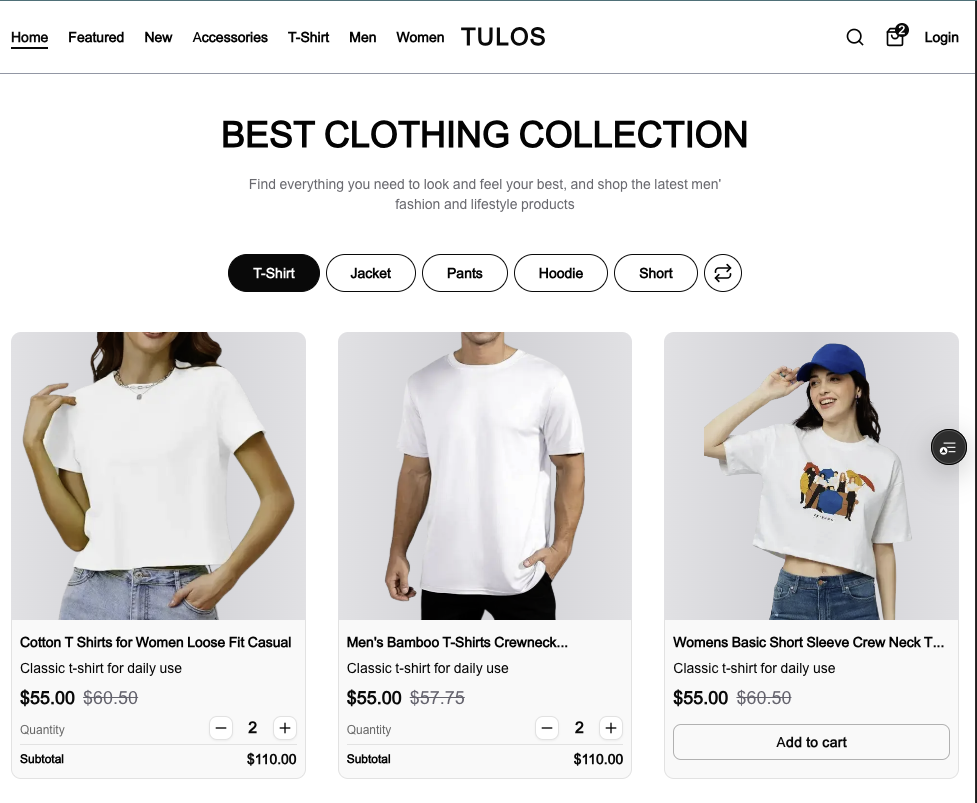 Home Featured New Accessories T-Shirt Men Women TULOS 2 Login
BEST CLOTHING COLLECTION
Find everything you need to look and feel your best, and shop the latest men'
fashion and lifestyle products
T-Shirt Jacket Pants Hoodie Short
Cotton T Shirts for Women Loose Fit Casual
Classic t-shirt for daily use
$55.00 $60.50
Quantity − 2 +
Subtotal $110.00
Men's Bamboo T-Shirts Crewneck...
Classic t-shirt for daily use
$55.00 $57.75
Quantity − 2 +
Subtotal $110.00
Womens Basic Short Sleeve Crew Neck T...
Classic t-shirt for daily use
$55.00 $60.50
Add to cart